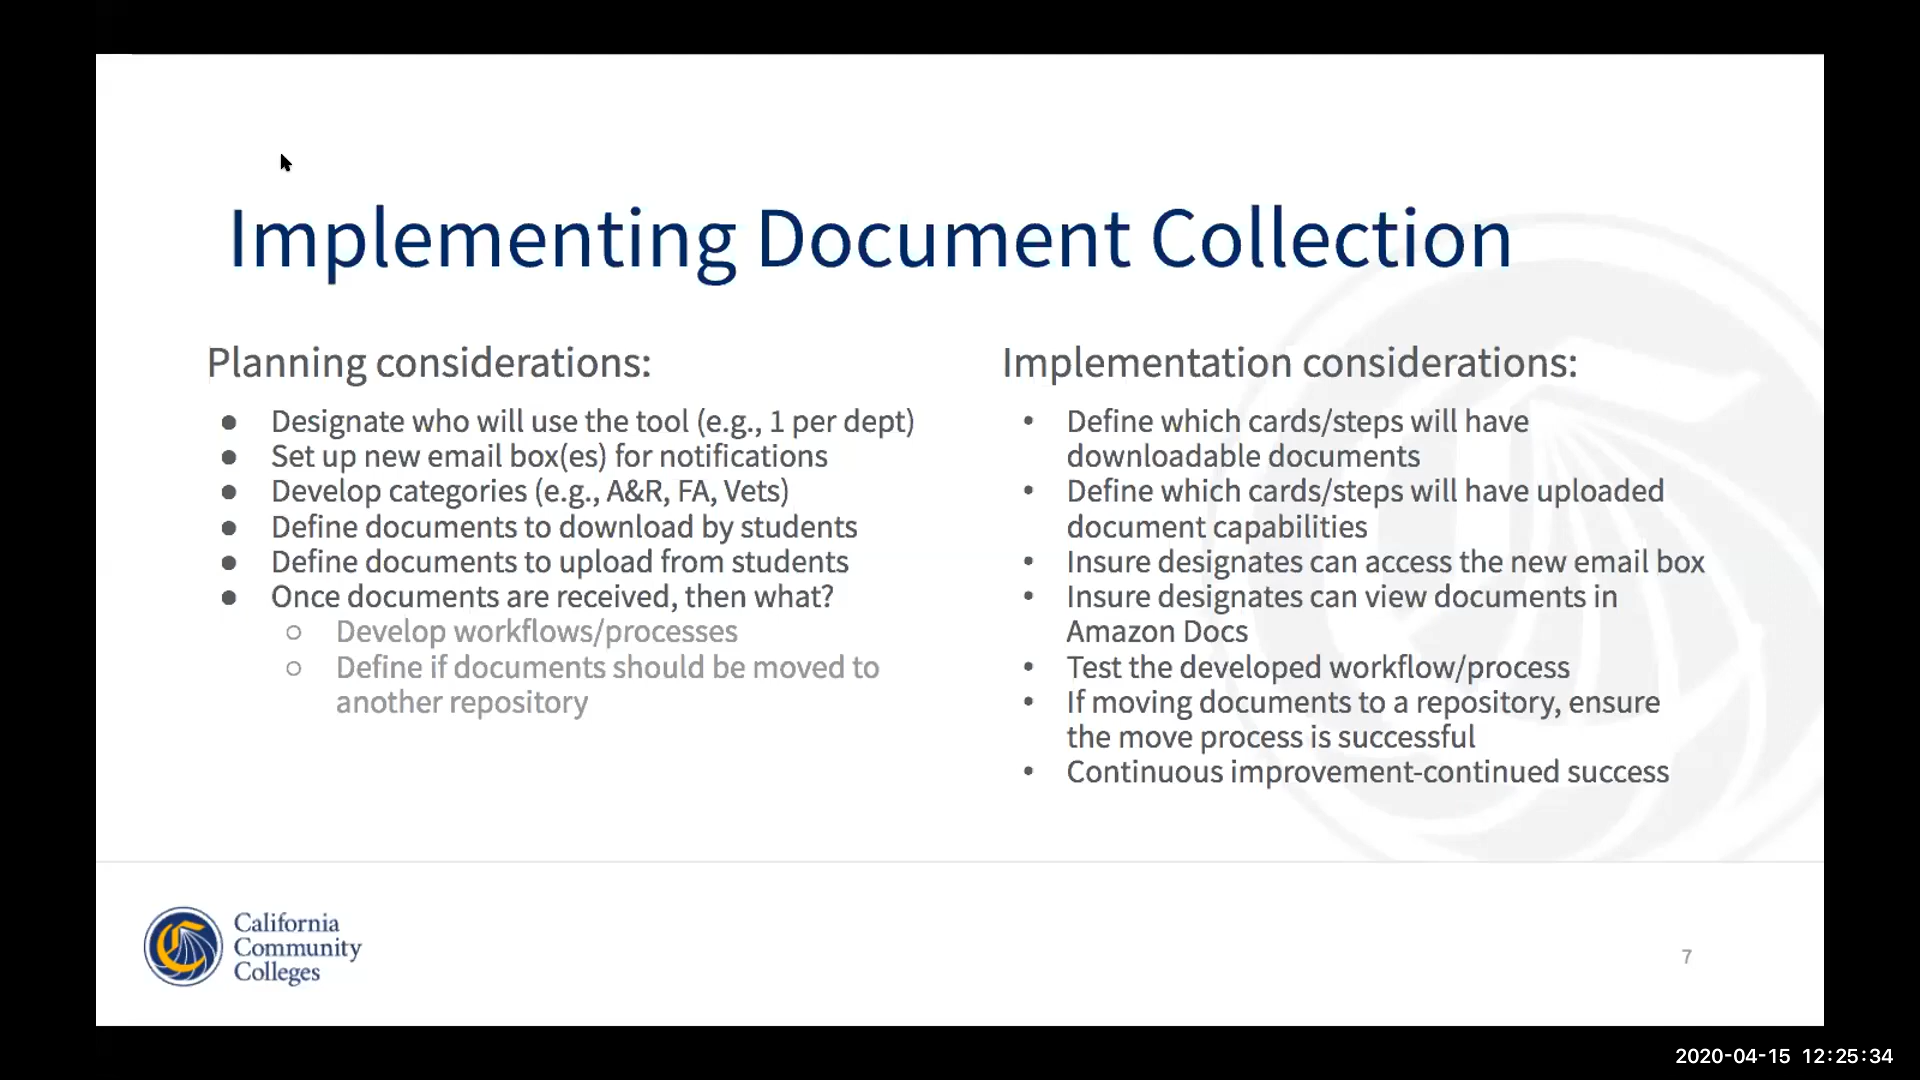 Implementing Document Collection
Planning considerations:
● Designate who will use the tool (e.g., 1 per dept)
● Set up new email box(es) for notifications
● Develop categories (e.g., A&R, FA, Vets)
● Define documents to download by students
● Define documents to upload from students
● Once documents are received, then what?
○ Develop workflows/processes
○ Define if documents should be moved to
another repository
Implementation considerations:
• Define which cards/steps will have
downloadable documents
• Define which cards/steps will have uploaded
document capabilities
• Insure designates can access the new email box
• Insure designates can view documents in
Amazon Docs
• Test the developed workflow/process
• If moving documents to a repository, ensure
the move process is successful
• Continuous improvement-continued success
California
Community
Colleges
7
2020-04-15 12:25:34